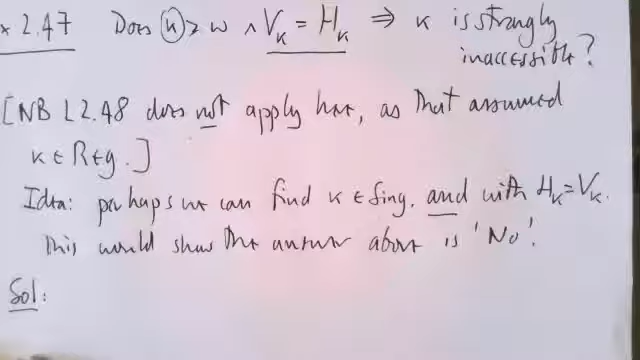 * 2.47 Does κ > ω ∧ V_κ = H_κ ⇒ κ is strongly
inaccessible?
[NB L2.48 does not apply here, as that assumed
κ ∈ Reg.]
Idea: perhaps we can find κ ∈ Sing. and with H_κ = V_κ.
This would show the answer above is 'No'.
Sol: